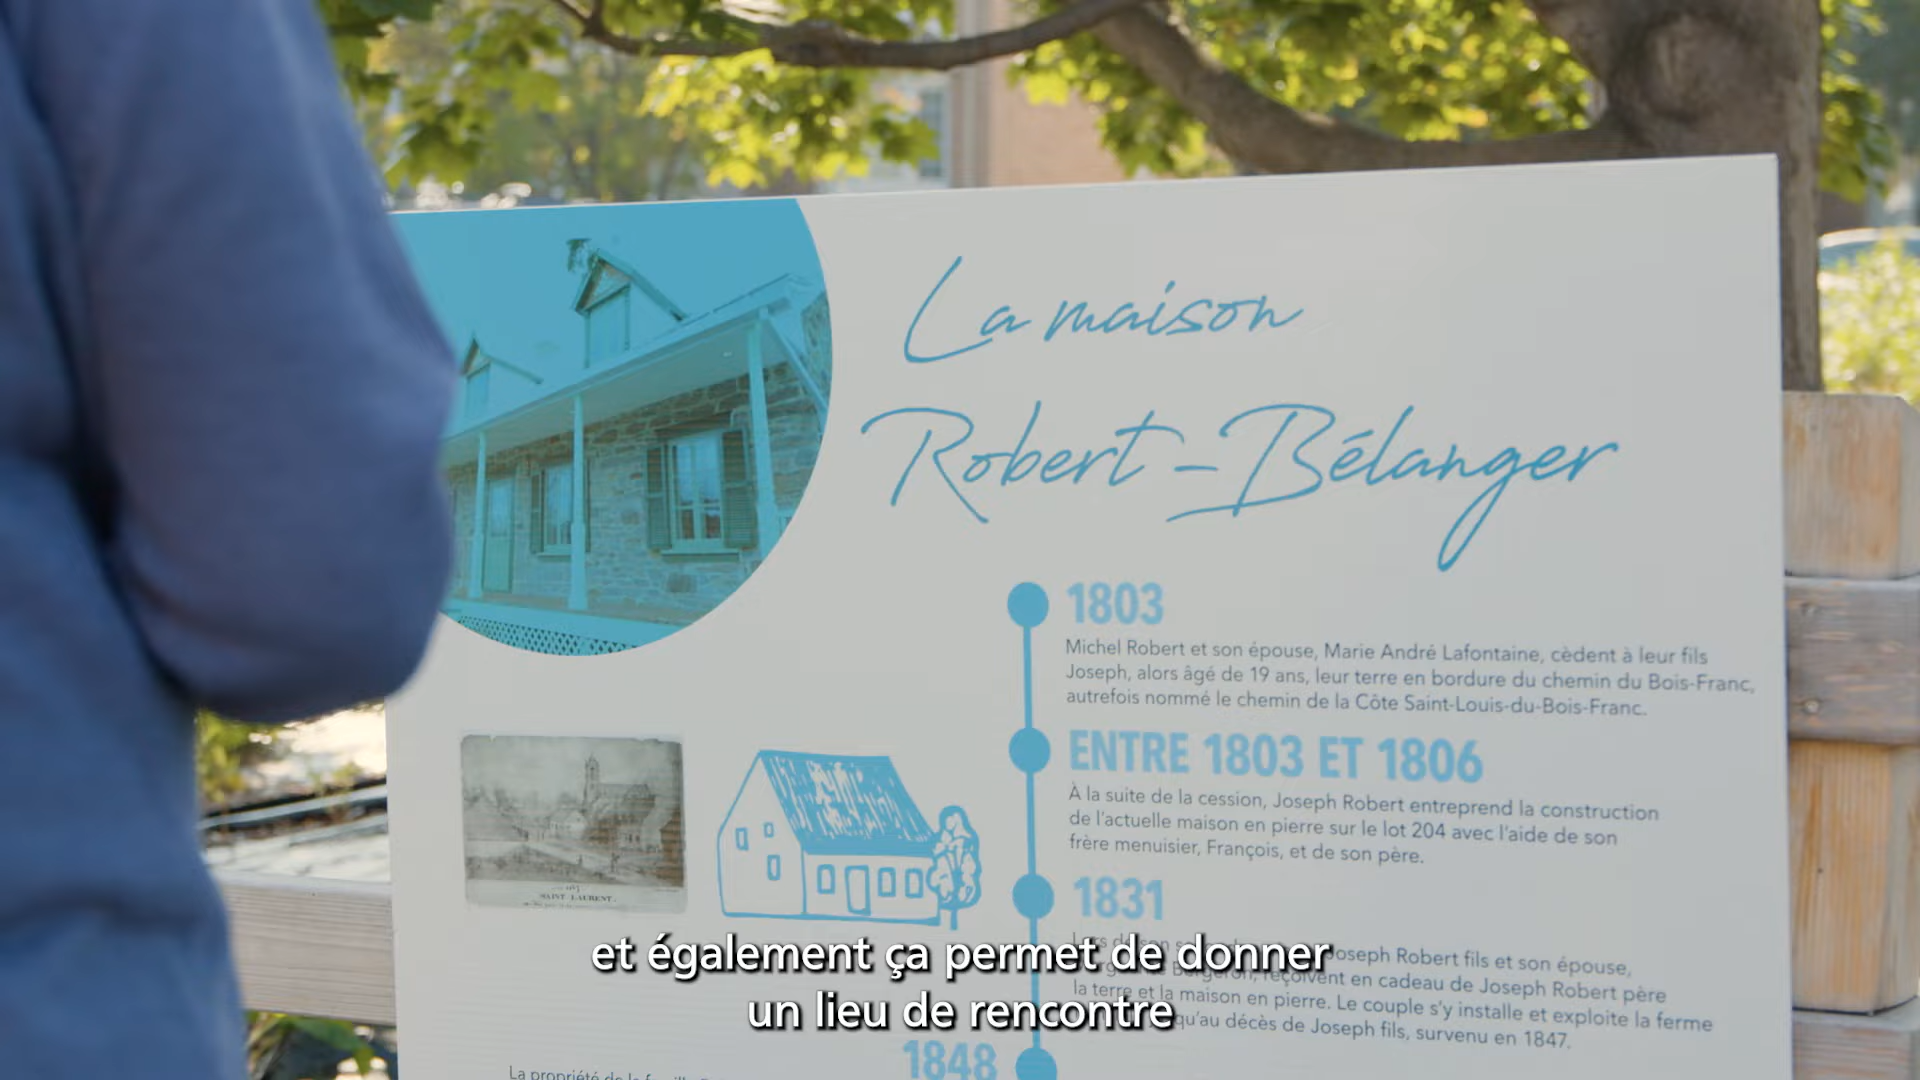 La maison
Robert-Bélanger
1803
Michel Robert et son épouse, Marie André Lafontaine, cèdent à leur fils
Joseph, alors âgé de 19 ans, leur terre en bordure du chemin du Bois-Franc,
autrefois nommé le chemin de la Côte Saint-Louis-du-Bois-Franc.
ENTRE 1803 ET 1806
À la suite de la cession, Joseph Robert entreprend la construction
de l'actuelle maison en pierre sur le lot 204 avec l'aide de son
frère menuisier, François, et de son père.
1831
Joseph Robert fils et son épouse,
Bergeron, reçoivent en cadeau de Joseph Robert père
la terre et la maison en pierre. Le couple s'y installe et exploite la ferme
qu'au décès de Joseph fils, survenu en 1847.
1848
SAINT-LAURENT.
La propriété de la famille
et également ça permet de donner
un lieu de rencontre